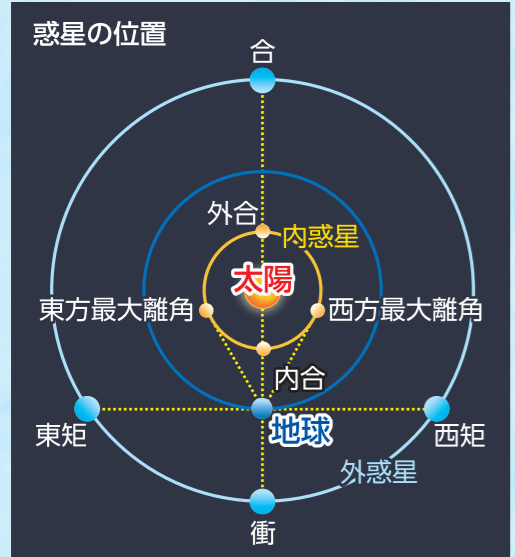 惑星の位置
合
外合
内惑星
太陽
東方最大離角
西方最大離角
内合
地球
東矩
西矩
外惑星
衝